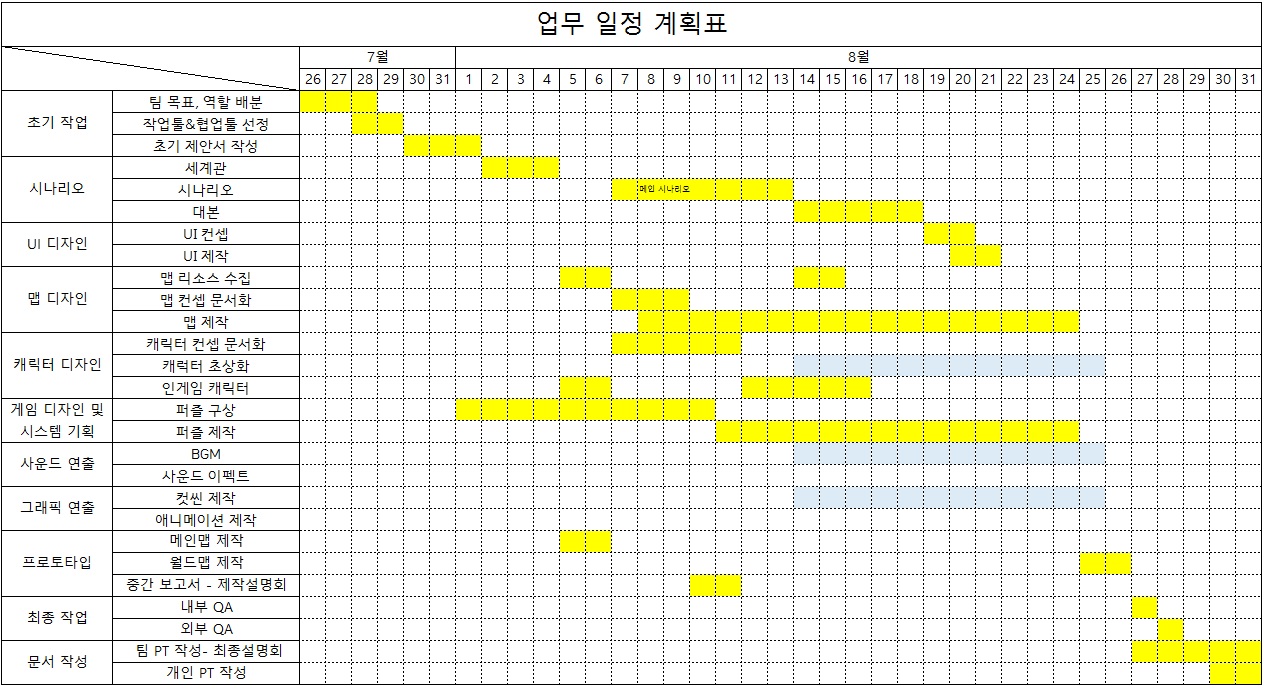 업무 일정 계획표
7월 8월
26 27 28 29 30 31 1 2 3 4 5 6 7 8 9 10 11 12 13 14 15 16 17 18 19 20 21 22 23 24 25 26 27 28 29 30 31
초기 작업
팀 목표, 역할 배분
작업툴&협업툴 선정
초기 제안서 작성
시나리오
세계관
시나리오 메인 시나리오
대본
UI 디자인
UI 컨셉
UI 제작
맵 디자인
맵 리소스 수집
맵 컨셉 문서화
맵 제작
캐릭터 디자인
캐릭터 컨셉 문서화
캐럭터 초상화
인게임 캐릭터
게임 디자인 및
시스템 기획
퍼즐 구상
퍼즐 제작
사운드 연출
BGM
사운드 이펙트
그래픽 연출
컷씬 제작
애니메이션 제작
프로토타입
메인맵 제작
월드맵 제작
중간 보고서 - 제작설명회
최종 작업
내부 QA
외부 QA
문서 작성
팀 PT 작성- 최종설명회
개인 PT 작성